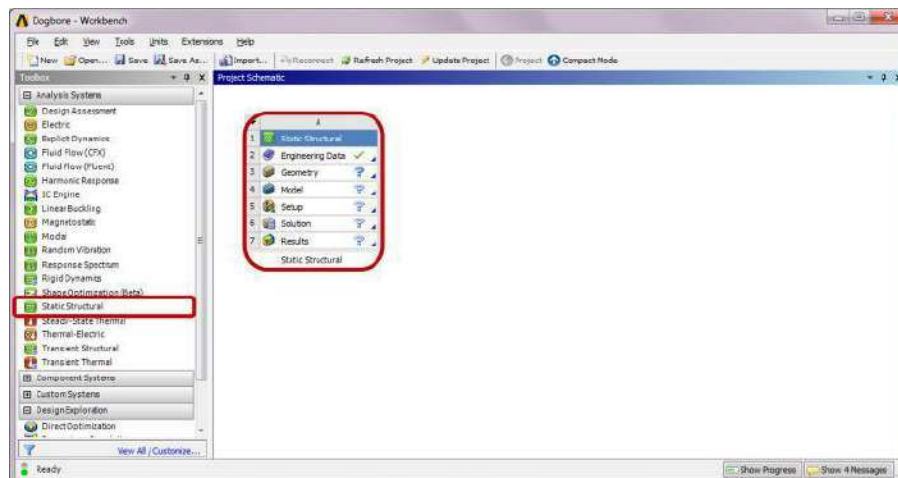 Dogbone - Workbench
File Edit View Tools Units Extensions Help
New Open... Save Save As... Import... Reconnect Refresh Project Update Project Project Compact Mode
Toolbox
Project Schematic
Analysis Systems
Design Assessment
Electric
Explicit Dynamics
Fluid Flow (CFX)
Fluid Flow (Fluent)
Harmonic Response
IC Engine
Linear Buckling
Magnetostatic
Modal
Random Vibration
Response Spectrum
Rigid Dynamics
Shape Optimization (Beta)
Static Structural
Steady-State Thermal
Thermal-Electric
Transient Structural
Transient Thermal
Component Systems
Custom Systems
Design Exploration
Direct Optimization
View All / Customize...
A
1 Static Structural
2 Engineering Data
3 Geometry
4 Model
5 Setup
6 Solution
7 Results
Static Structural
Ready
Show Progress Show 4 Messages